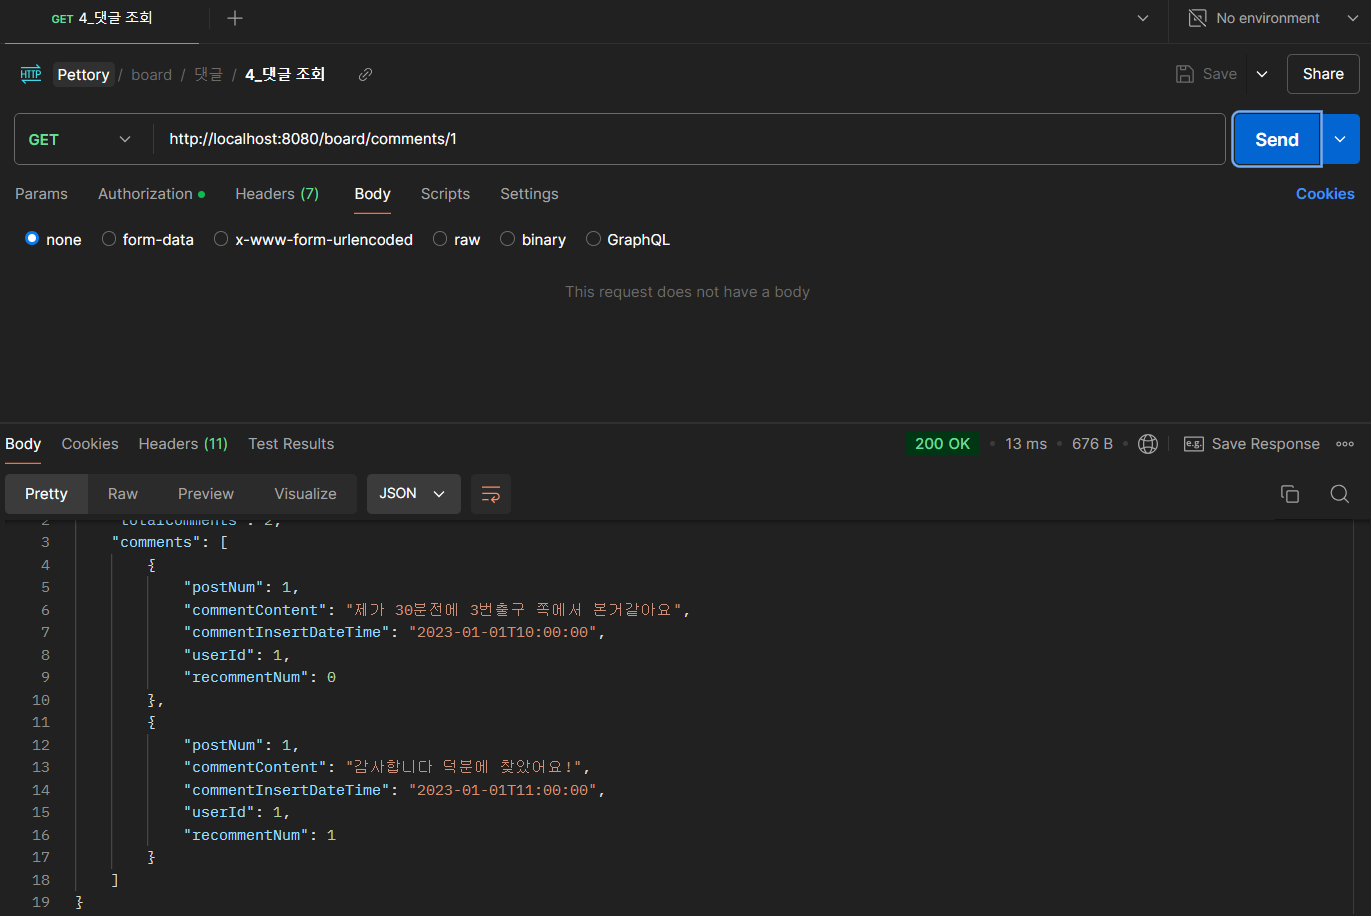 GET 4_댓글 조회
No environment
HTTP Pettory / board / 댓글 / 4_댓글 조회
Save
Share
GET
http://localhost:8080/board/comments/1
Send
Params Authorization Headers (7) Body Scripts Settings
Cookies
none form-data x-www-form-urlencoded raw binary GraphQL
This request does not have a body
Body Cookies Headers (11) Test Results
200 OK • 13 ms • 676 B •
e.g. Save Response
Pretty Raw Preview Visualize JSON
2 "totalComments": 2,
3 "comments": [
4 {
5 "postNum": 1,
6 "commentContent": "제가 30분전에 3번출구 쪽에서 본거같아요",
7 "commentInsertDateTime": "2023-01-01T10:00:00",
8 "userId": 1,
9 "recommentNum": 0
10 },
11 {
12 "postNum": 1,
13 "commentContent": "감사합니다 덕분에 찾았어요!",
14 "commentInsertDateTime": "2023-01-01T11:00:00",
15 "userId": 1,
16 "recommentNum": 1
17 }
18 ]
19 }